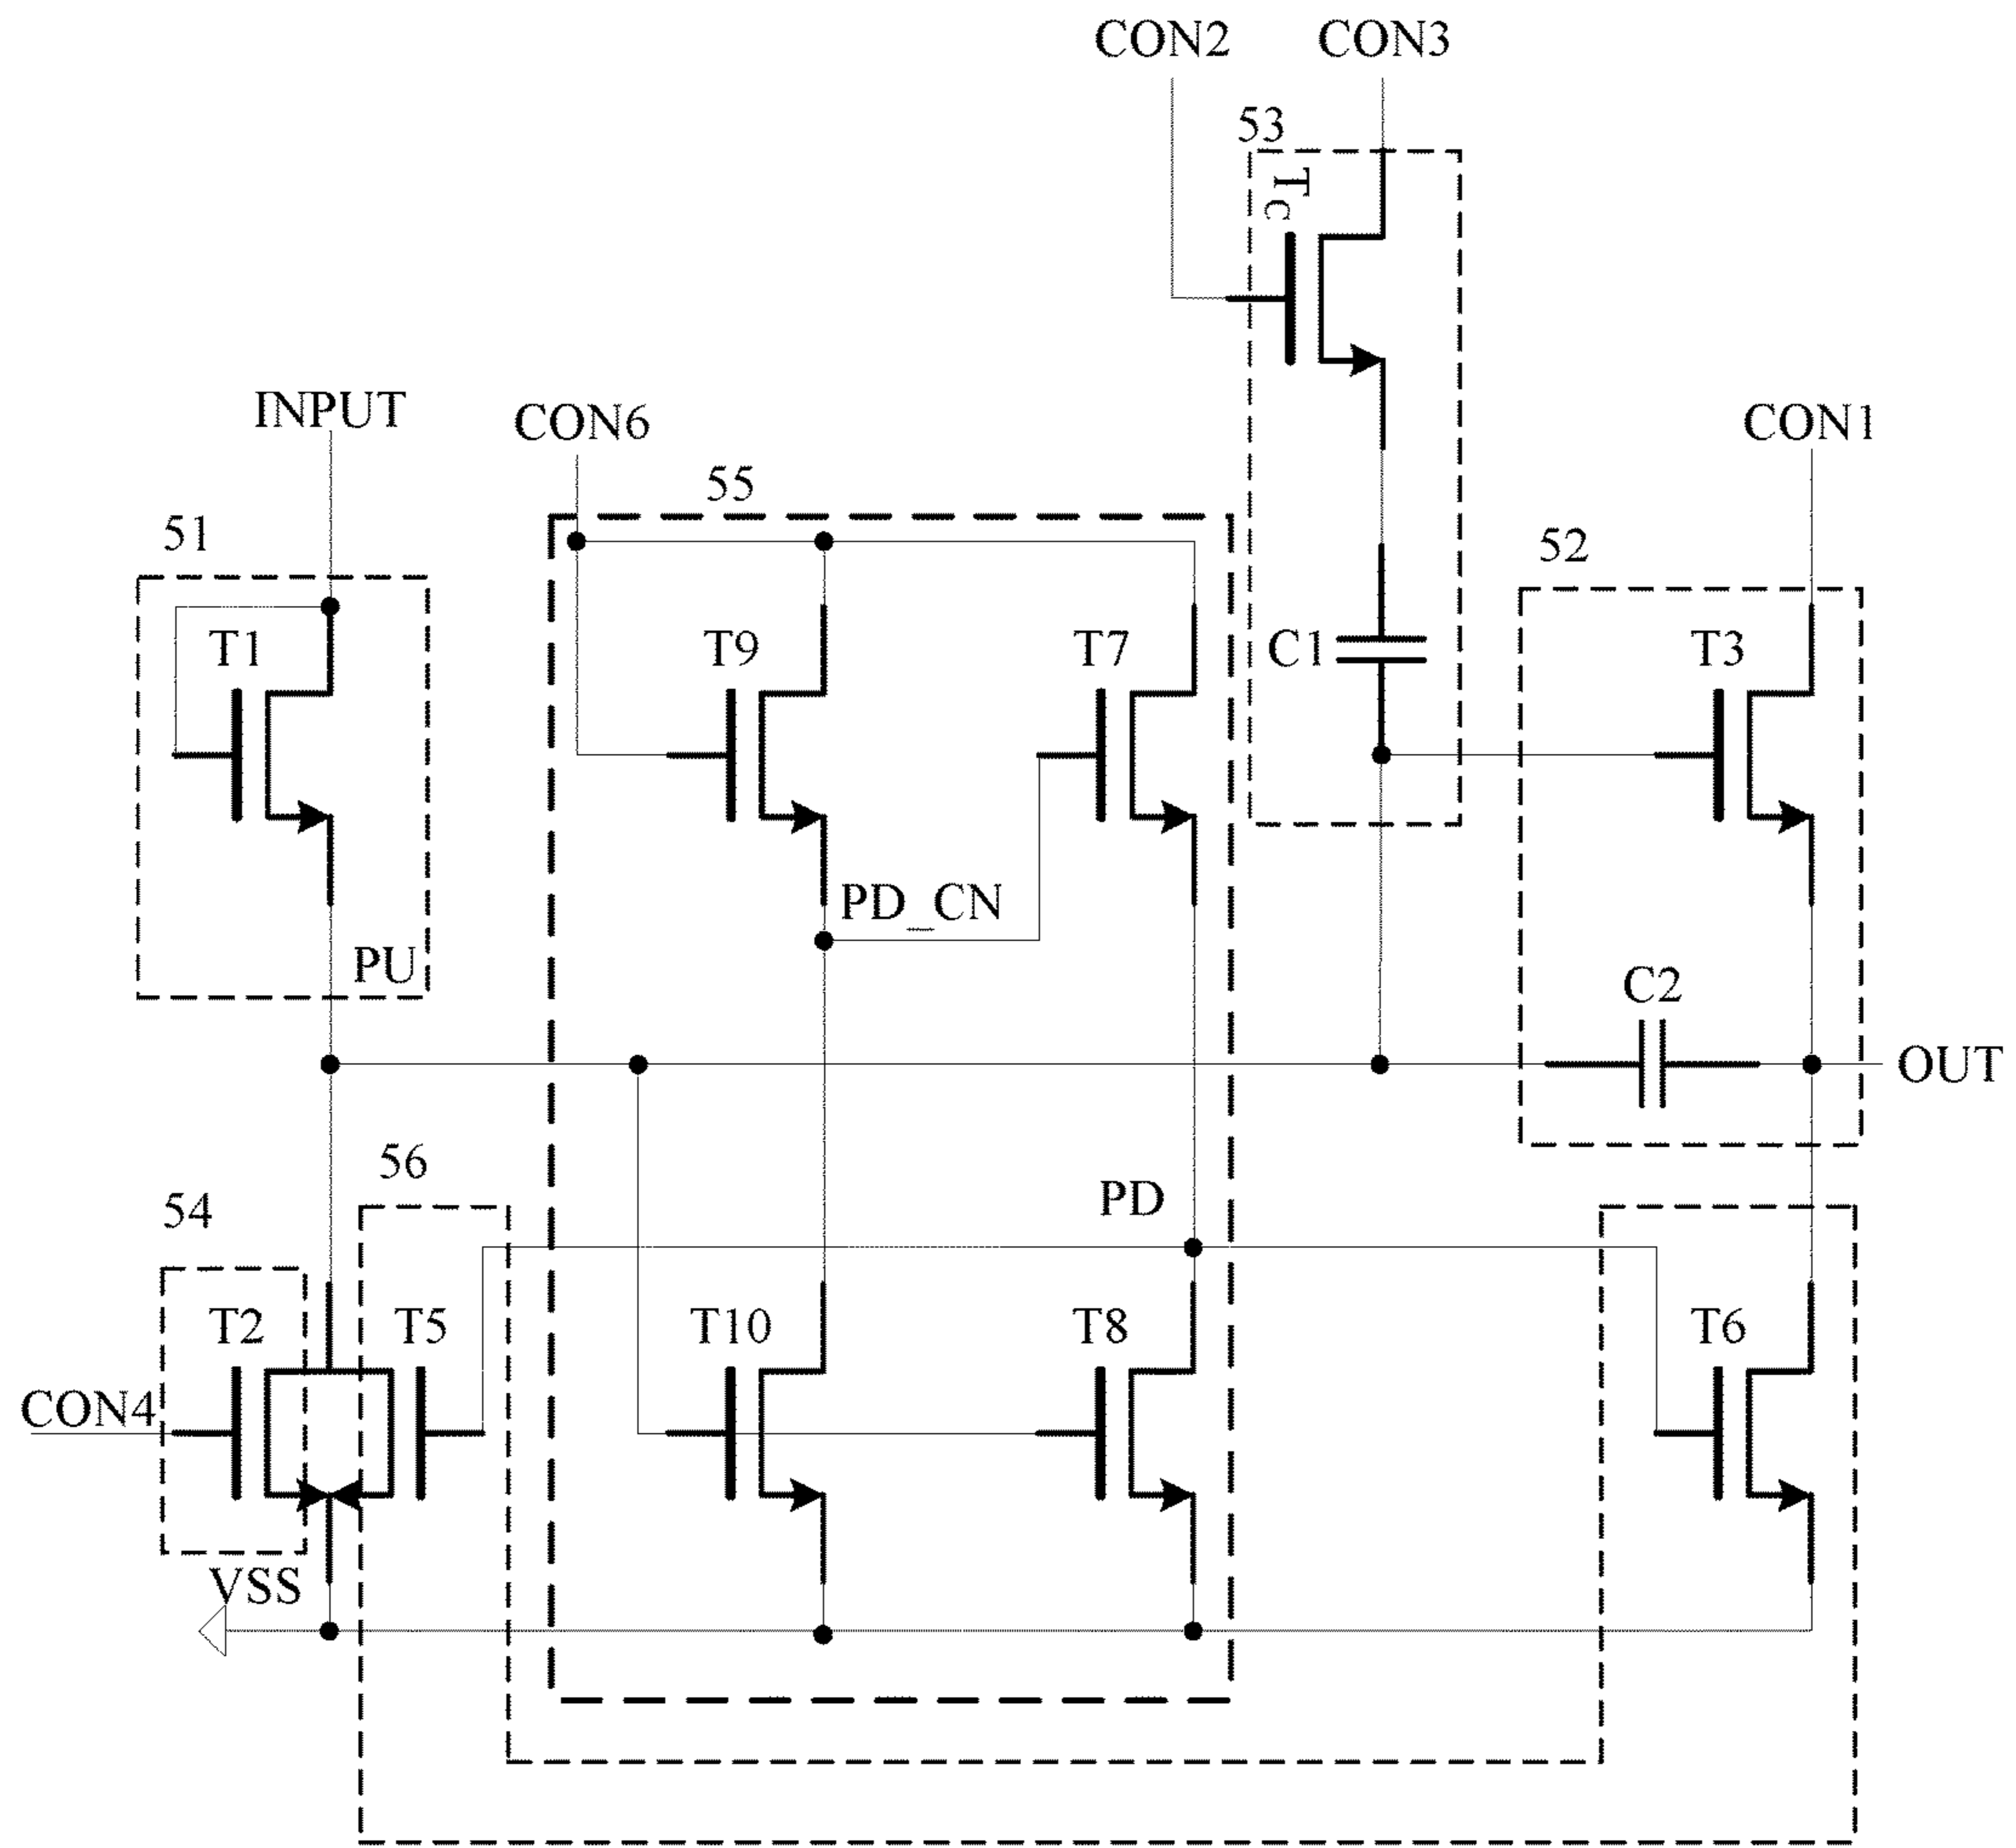 CON2
CON3
53
Tc
INPUT
CON6
CON1
55
51
52
T1
T9
T7
C1
T3
PD_CN
PU
C2
OUT
56
PD
54
T2
T5
T10
T8
T6
CON4
VSS